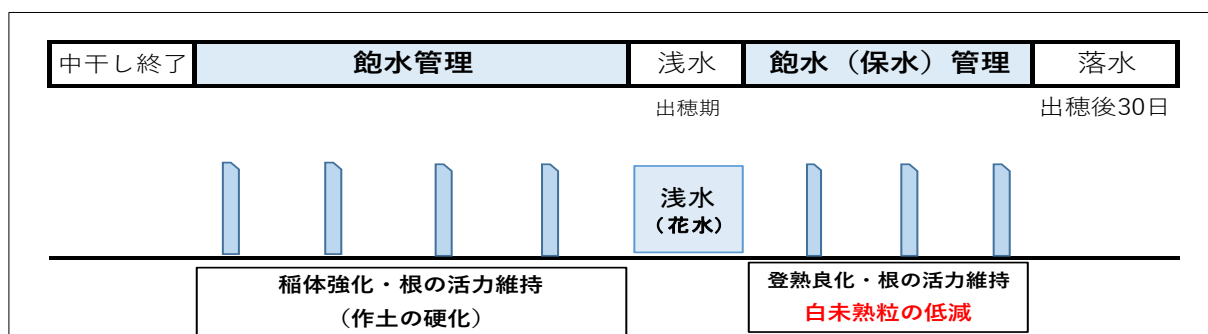 中干し終了 飽水管理 浅水 飽水（保水）管理 落水
出穂期 出穂後30日
浅水
（花水）
稲体強化・根の活力維持
（作土の硬化）
登熟良化・根の活力維持
白未熟粒の低減